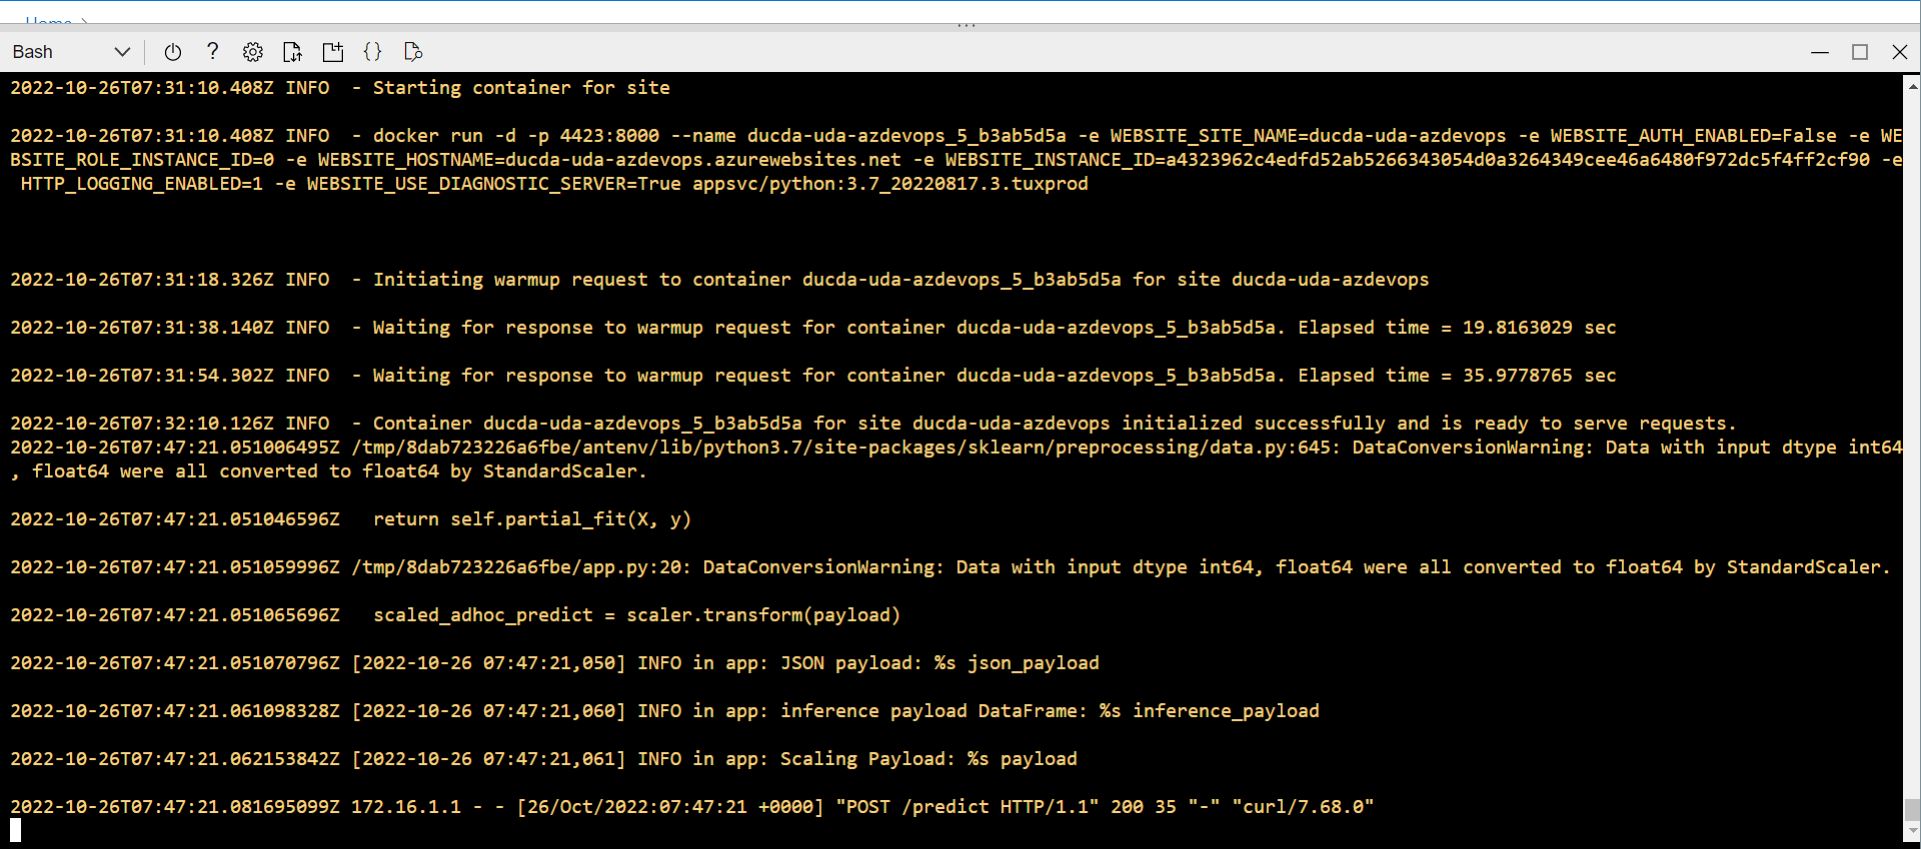 Home >
Bash
2022-10-26T07:31:10.408Z INFO  - Starting container for site
2022-10-26T07:31:10.408Z INFO  - docker run -d -p 4423:8000 --name ducda-uda-azdevops_5_b3ab5d5a -e WEBSITE_SITE_NAME=ducda-uda-azdevops -e WEBSITE_AUTH_ENABLED=False -e WE
BSITE_ROLE_INSTANCE_ID=0 -e WEBSITE_HOSTNAME=ducda-uda-azdevops.azurewebsites.net -e WEBSITE_INSTANCE_ID=a4323962c4edfd52ab5266343054d0a3264349cee46a6480f972dc5f4ff2cf90 -e
HTTP_LOGGING_ENABLED=1 -e WEBSITE_USE_DIAGNOSTIC_SERVER=True appsvc/python:3.7_20220817.3.tuxprod
2022-10-26T07:31:18.326Z INFO  - Initiating warmup request to container ducda-uda-azdevops_5_b3ab5d5a for site ducda-uda-azdevops
2022-10-26T07:31:38.140Z INFO  - Waiting for response to warmup request for container ducda-uda-azdevops_5_b3ab5d5a. Elapsed time = 19.8163029 sec
2022-10-26T07:31:54.302Z INFO  - Waiting for response to warmup request for container ducda-uda-azdevops_5_b3ab5d5a. Elapsed time = 35.9778765 sec
2022-10-26T07:32:10.126Z INFO  - Container ducda-uda-azdevops_5_b3ab5d5a for site ducda-uda-azdevops initialized successfully and is ready to serve requests.
2022-10-26T07:47:21.051006495Z /tmp/8dab723226a6fbe/antenv/lib/python3.7/site-packages/sklearn/preprocessing/data.py:645: DataConversionWarning: Data with input dtype int64
, float64 were all converted to float64 by StandardScaler.
2022-10-26T07:47:21.051046596Z   return self.partial_fit(X, y)
2022-10-26T07:47:21.051059996Z /tmp/8dab723226a6fbe/app.py:20: DataConversionWarning: Data with input dtype int64, float64 were all converted to float64 by StandardScaler.
2022-10-26T07:47:21.051065696Z   scaled_adhoc_predict = scaler.transform(payload)
2022-10-26T07:47:21.051070796Z [2022-10-26 07:47:21,050] INFO in app: JSON payload: %s json_payload
2022-10-26T07:47:21.061098328Z [2022-10-26 07:47:21,060] INFO in app: inference payload DataFrame: %s inference_payload
2022-10-26T07:47:21.062153842Z [2022-10-26 07:47:21,061] INFO in app: Scaling Payload: %s payload
2022-10-26T07:47:21.081695099Z 172.16.1.1 - - [26/Oct/2022:07:47:21 +0000] "POST /predict HTTP/1.1" 200 35 "-" "curl/7.68.0"